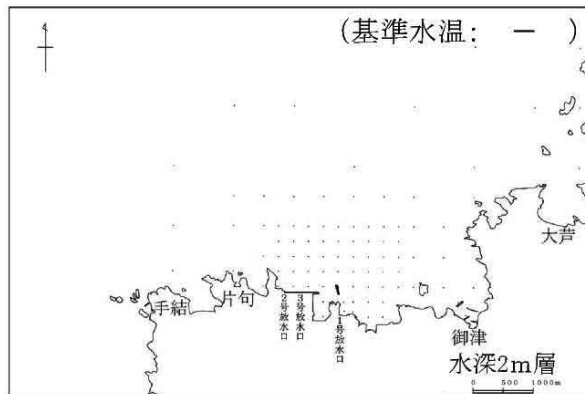 (基準水温: ー )
大芦
手結
片句
2号放水口
3号放水口
1号放水口
御津
水深2m層
0 500 1000m